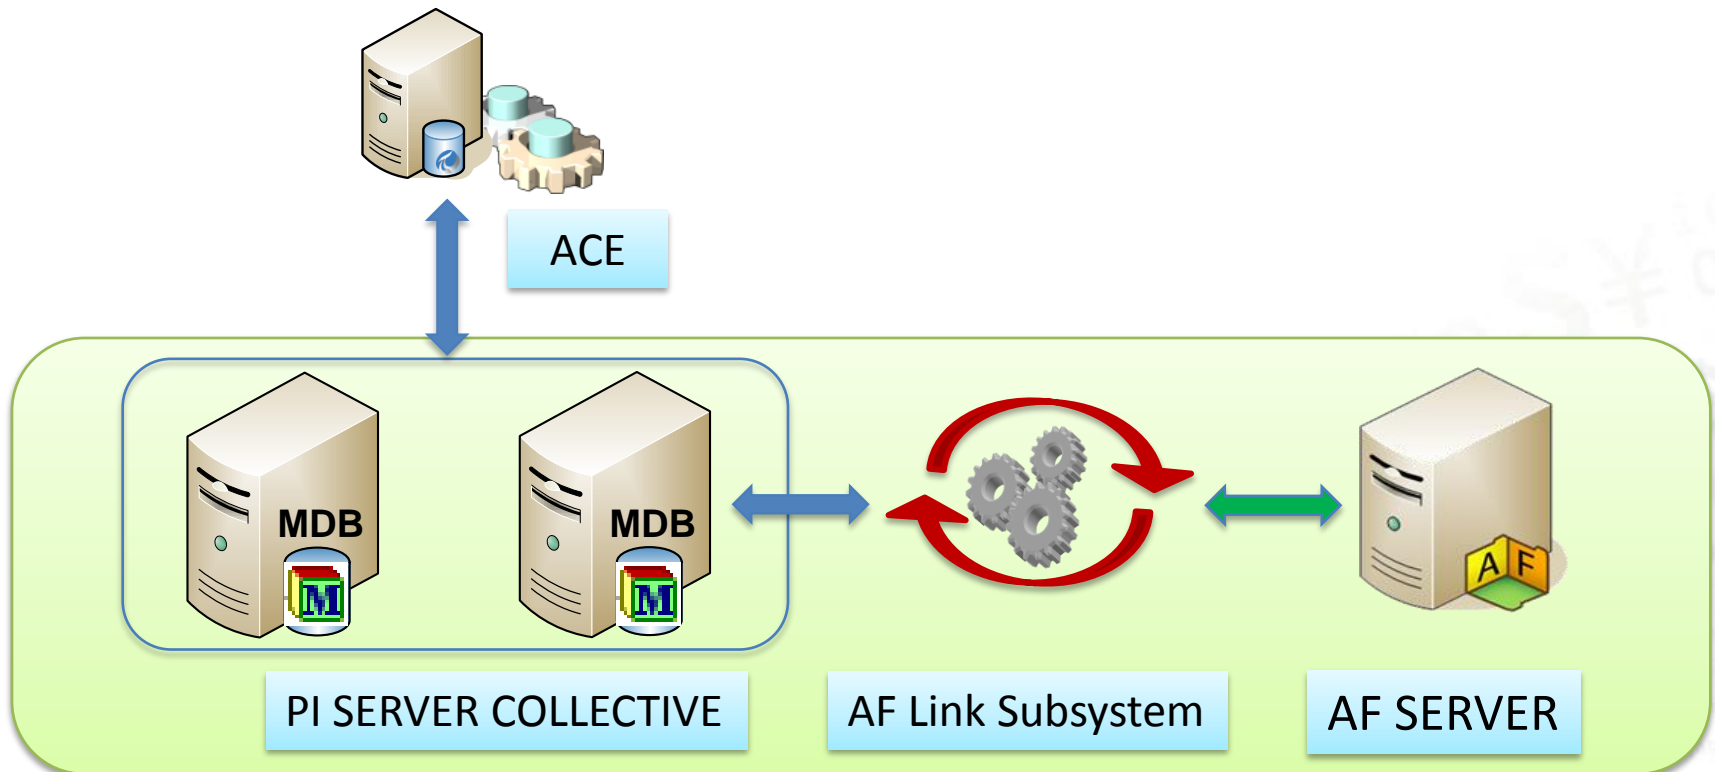 ACE
MDB
M
MDB
M
A F
PI SERVER COLLECTIVE
AF Link Subsystem
AF SERVER